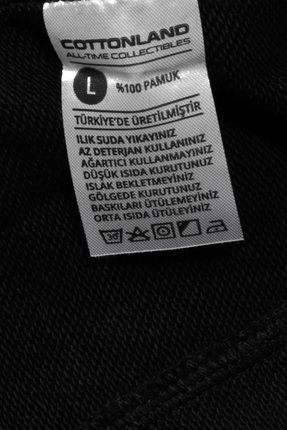 COTTONLAND
ALL-TIME COLLECTIBLES
L %100 PAMUK
TÜRKİYE'DE ÜRETİLMİŞTİR
ILIK SUDA YIKAYINIZ
AZ DETERJAN KULLANINIZ
AĞARTICI KULLANMAYINIZ
DÜŞÜK ISIDA KURUTUNUZ
ISLAK BEKLETMEYİNİZ
GÖLGEDE KURUTUNUZ
BASKILARI ÜTÜLEMEYİNİZ
ORTA ISIDA ÜTÜLEYİNİZ
30